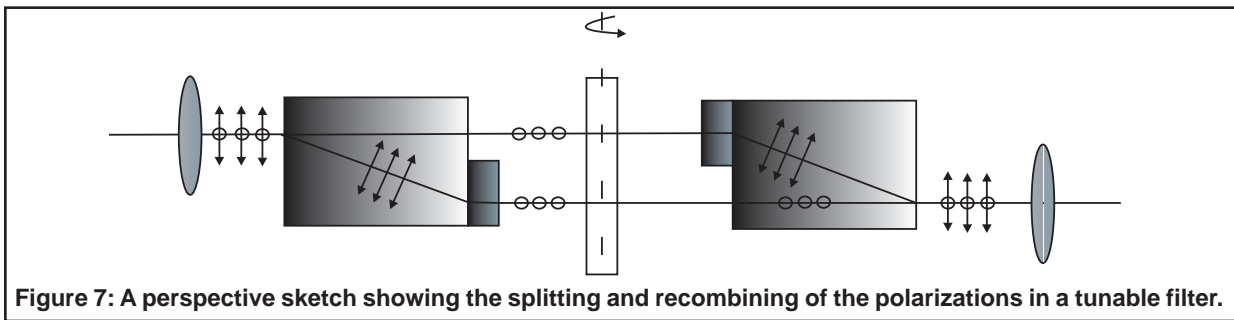 Figure 7: A perspective sketch showing the splitting and recombining of the polarizations in a tunable filter.